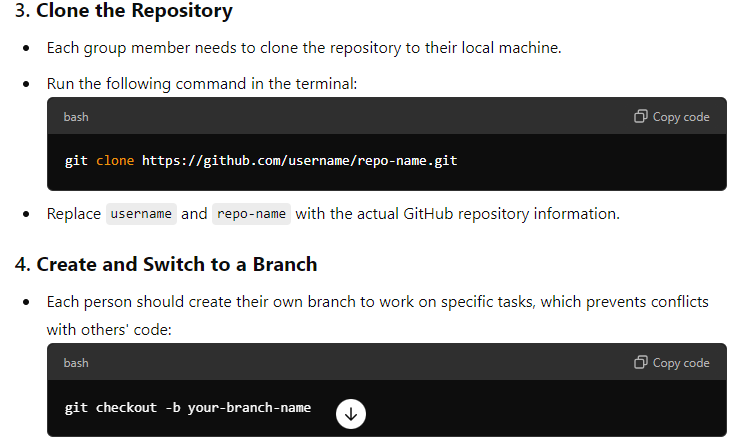 3. Clone the Repository
• Each group member needs to clone the repository to their local machine.
• Run the following command in the terminal:
bash Copy code
git clone https://github.com/username/repo-name.git
• Replace username and repo-name with the actual GitHub repository information.
4. Create and Switch to a Branch
• Each person should create their own branch to work on specific tasks, which prevents conflicts
with others' code:
bash Copy code
git checkout -b your-branch-name